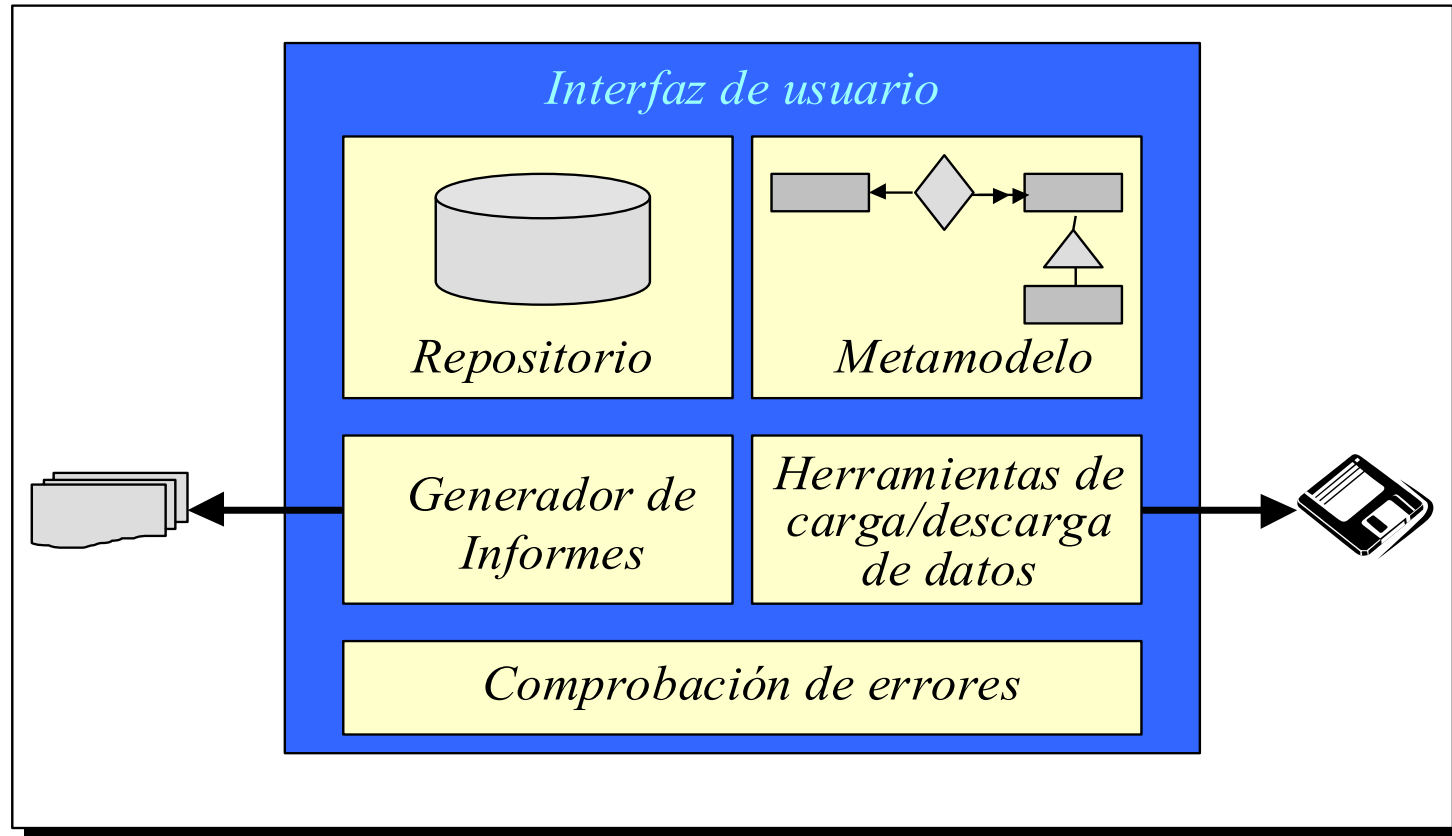 Interfaz de usuario
Repositorio
Metamodelo
Generador de
Informes
Herramientas de
carga/descarga
de datos
Comprobación de errores